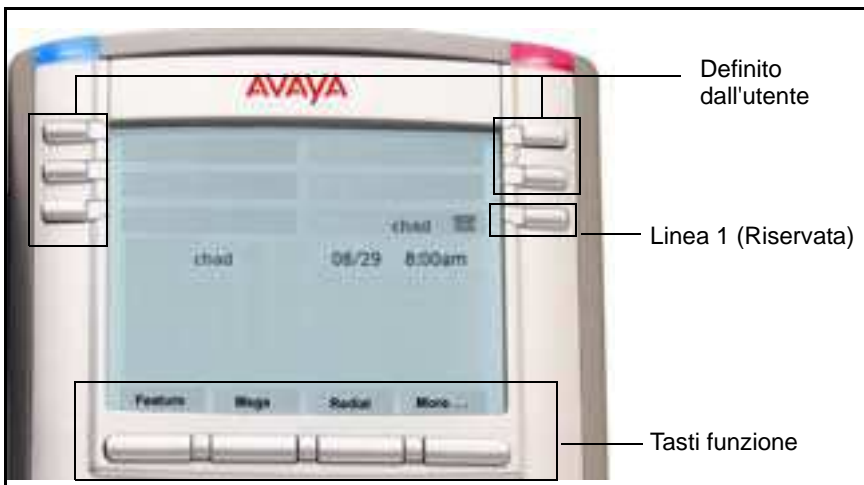 AVAYA
Definito
dall'utente
chad
Linea 1 (Riservata)
chad 08/29 8:00am
Feature Msgs Redial More...
Tasti funzione